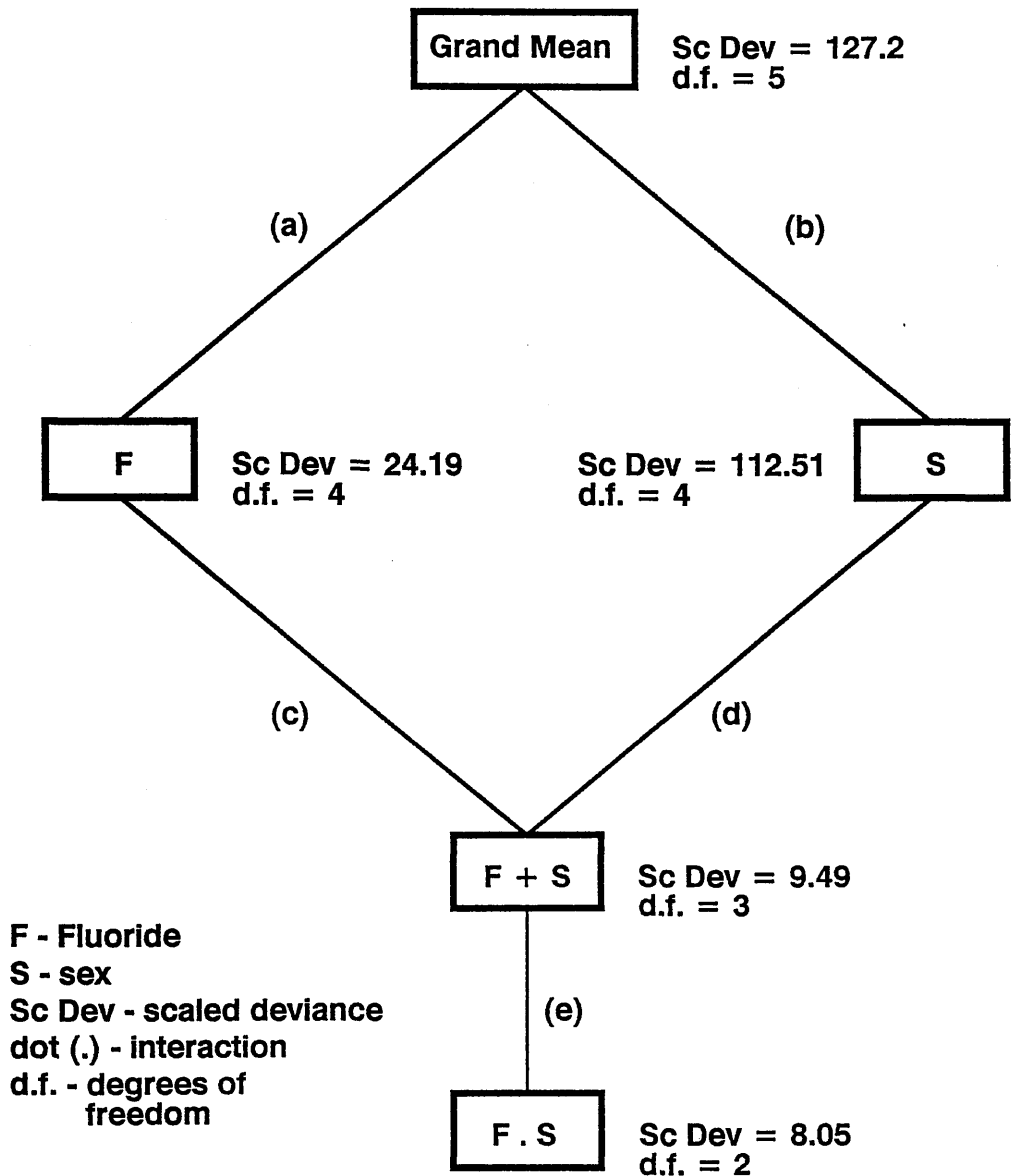 Grand Mean
Sc Dev = 127.2
d.f. = 5
(a)
(b)
F
Sc Dev = 24.19
d.f. = 4
Sc Dev = 112.51
d.f. = 4
S
(c)
(d)
F + S
Sc Dev = 9.49
d.f. = 3
F - Fluoride
S - sex
Sc Dev - scaled deviance
dot (.) - interaction
d.f. - degrees of
freedom
(e)
F . S
Sc Dev = 8.05
d.f. = 2